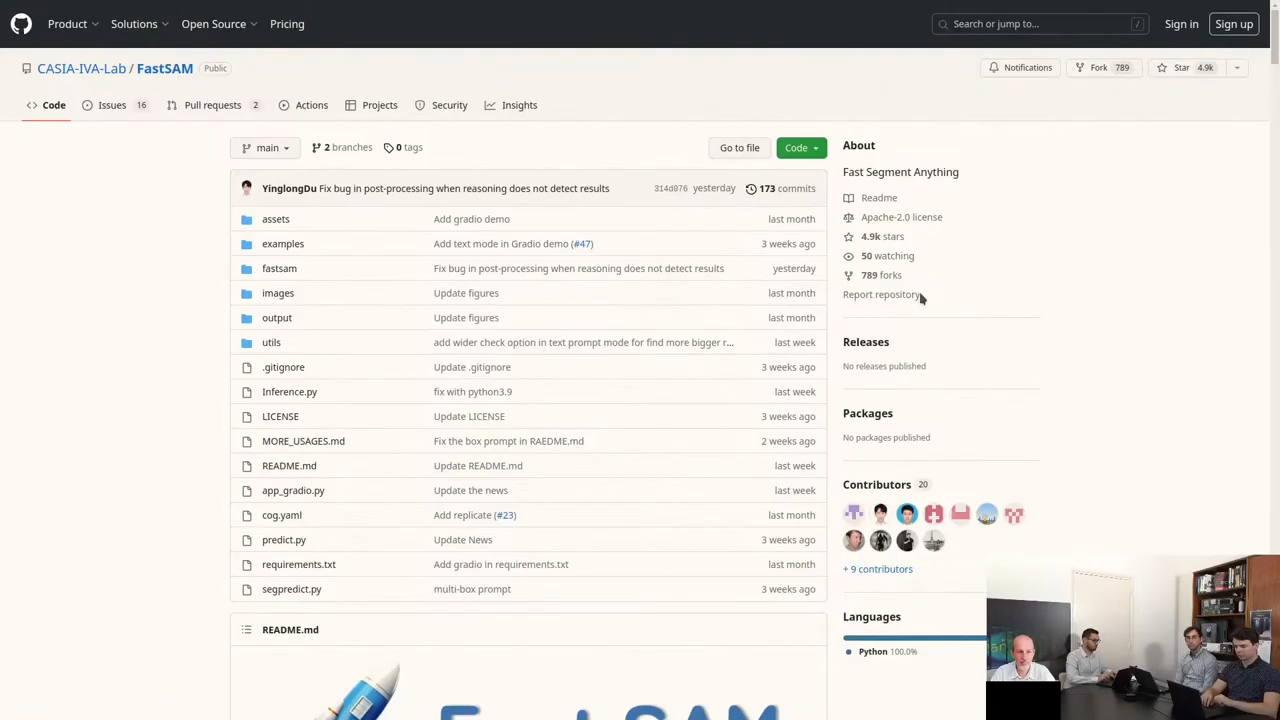 Product Solutions Open Source Pricing Search or jump to... / Sign in Sign up
CASIA-IVA-Lab / FastSAM Public Notifications Fork 789 Star 4.9k
Code Issues 16 Pull requests 2 Actions Projects Security Insights
main 2 branches 0 tags Go to file Code
YinglongDu Fix bug in post-processing when reasoning does not detect results 314d076 yesterday 173 commits
assets Add gradio demo last month
examples Add text mode in Gradio demo (#47) 3 weeks ago
fastsam Fix bug in post-processing when reasoning does not detect results yesterday
images Update figures last month
output Update figures last month
utils add wider check option in text prompt mode for find more bigger r... last week
.gitignore Update .gitignore 3 weeks ago
Inference.py fix with python3.9 last week
LICENSE Update LICENSE 3 weeks ago
MORE_USAGES.md Fix the box prompt in RAEDME.md 2 weeks ago
README.md Update README.md last week
app_gradio.py Update the news last week
cog.yaml Add replicate (#23) last month
predict.py Update News 3 weeks ago
requirements.txt Add gradio in requirements.txt last month
segpredict.py multi-box prompt 3 weeks ago
README.md
About
Fast Segment Anything
Readme
Apache-2.0 license
4.9k stars
50 watching
789 forks
Report repository
Releases
No releases published
Packages
No packages published
Contributors 20
+ 9 contributors
Languages
Python 100.0%